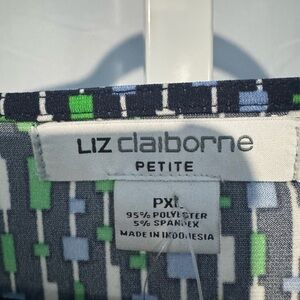 LIZ claiborne
PETITE
PXL
95% POLYESTER
5% SPANDEX
MADE IN INDONESIA